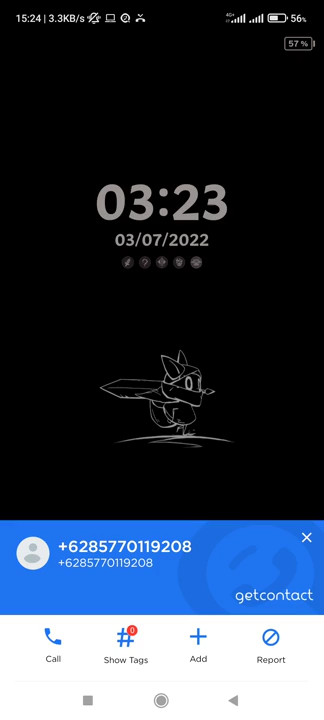 15:24 | 3.3KB/s
4G+
56%
57 %
03:23
03/07/2022
?
+6285770119208
+6285770119208
getcontact
0
Call
Show Tags
Add
Report